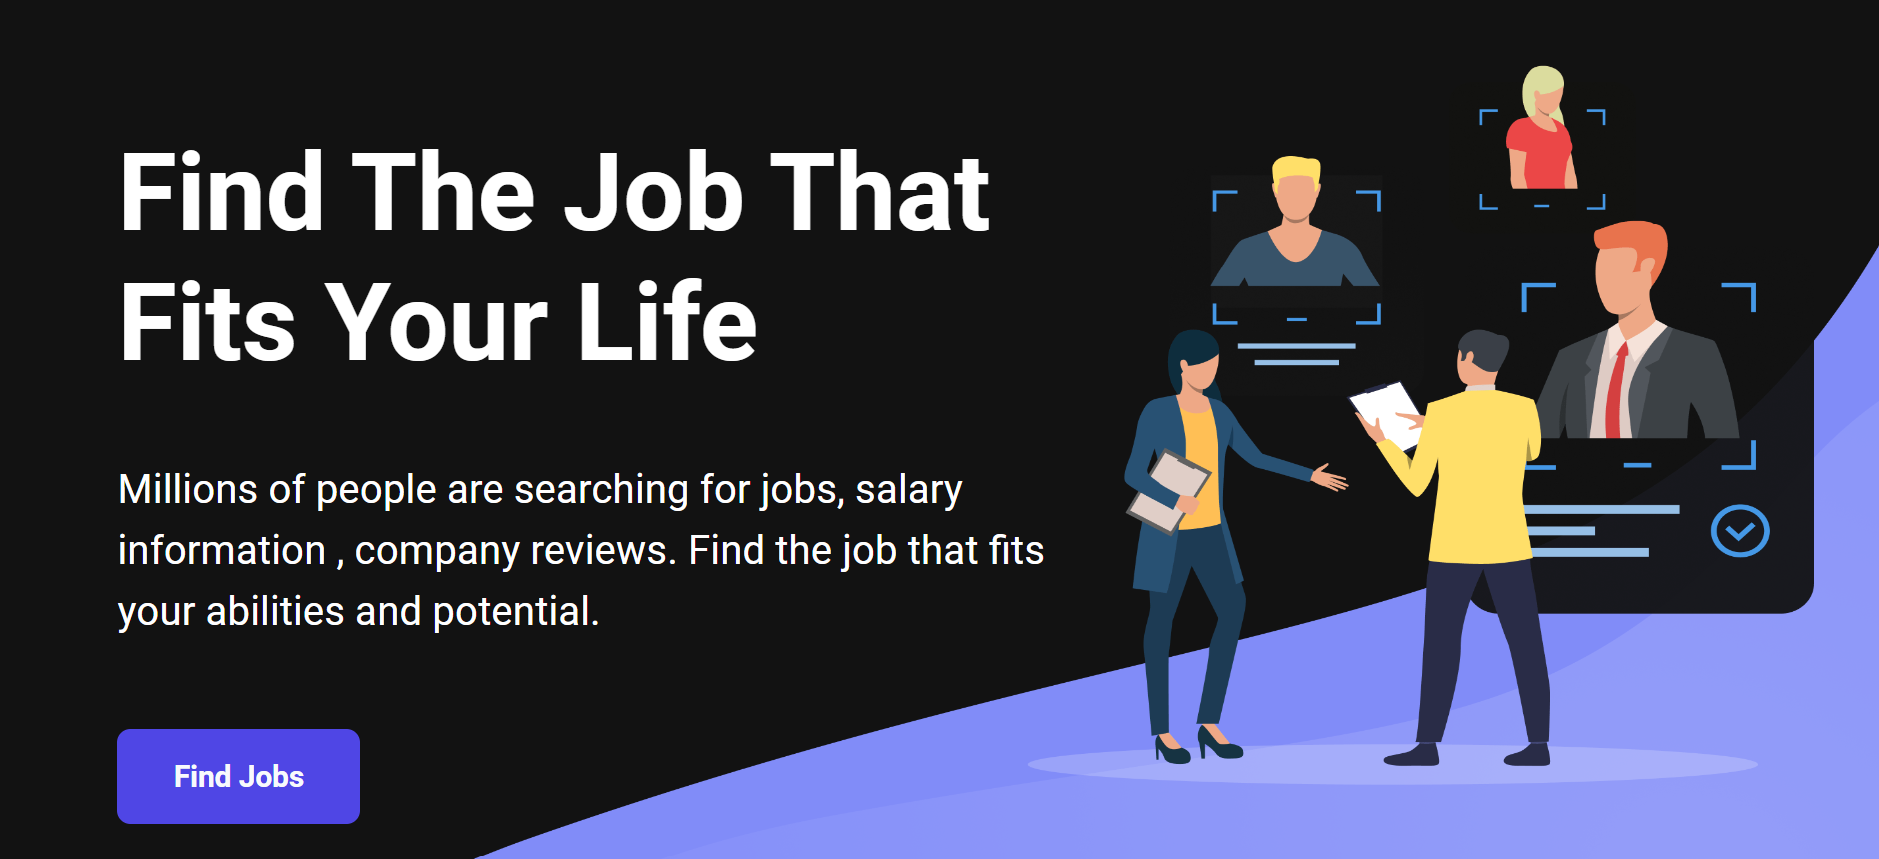 Find The Job That
Fits Your Life
Millions of people are searching for jobs, salary
information , company reviews. Find the job that fits
your abilities and potential.
Find Jobs